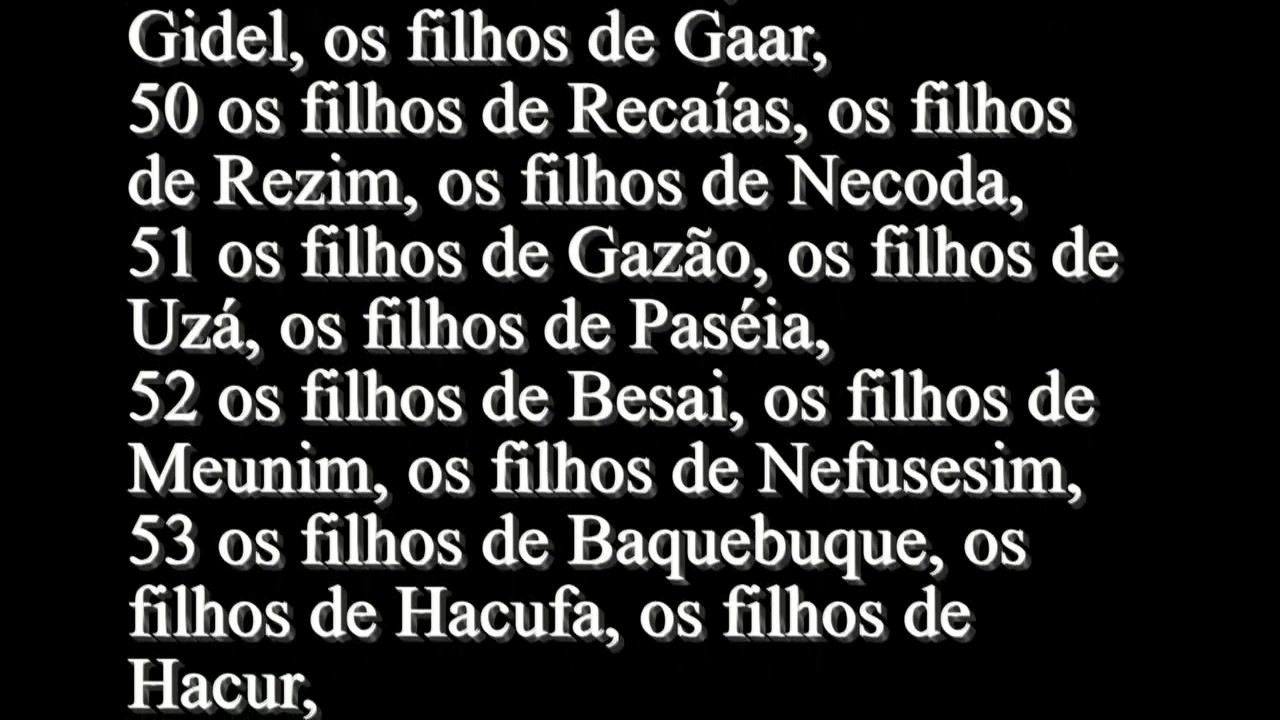 Gidel, os filhos de Gaar,
50 os filhos de Recaías, os filhos
de Rezim, os filhos de Necoda,
51 os filhos de Gazão, os filhos de
Uzá, os filhos de Paséia,
52 os filhos de Besai, os filhos de
Meunim, os filhos de Nefusesim,
53 os filhos de Baquebuque, os
filhos de Hacufa, os filhos de
Hacur,